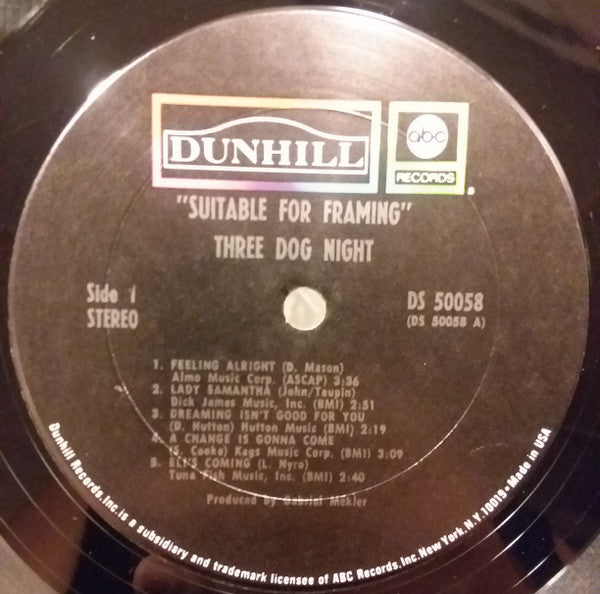 DUNHILL
abc
RECORDS
"SUITABLE FOR FRAMING"
THREE DOG NIGHT
Side 1
STEREO
DS 50058
(DS 50058 A)
1. FEELING ALRIGHT (D. Mason)
Almo Music Corp. (ASCAP) 3:36
2. LADY SAMANTHA (John/Taupin)
Dick James Music, Inc. (BMI) 2:51
3. DREAMING ISN'T GOOD FOR YOU
(D. Hutton) Hutton Music (BMI) 2:19
4. A CHANGE IS GONNA COME
(S. Cooke) Kags Music Corp. (BMI) 3:09
5. ELI'S COMING (L. Nyro)
Tuna Fish Music, Inc. (BMI) 2:40
Produced by Gabriel Mekler
Dunhill Records, Inc. is a subsidiary and trademark licensee of ABC Records, Inc. New York, N.Y. 10019 • Made in USA